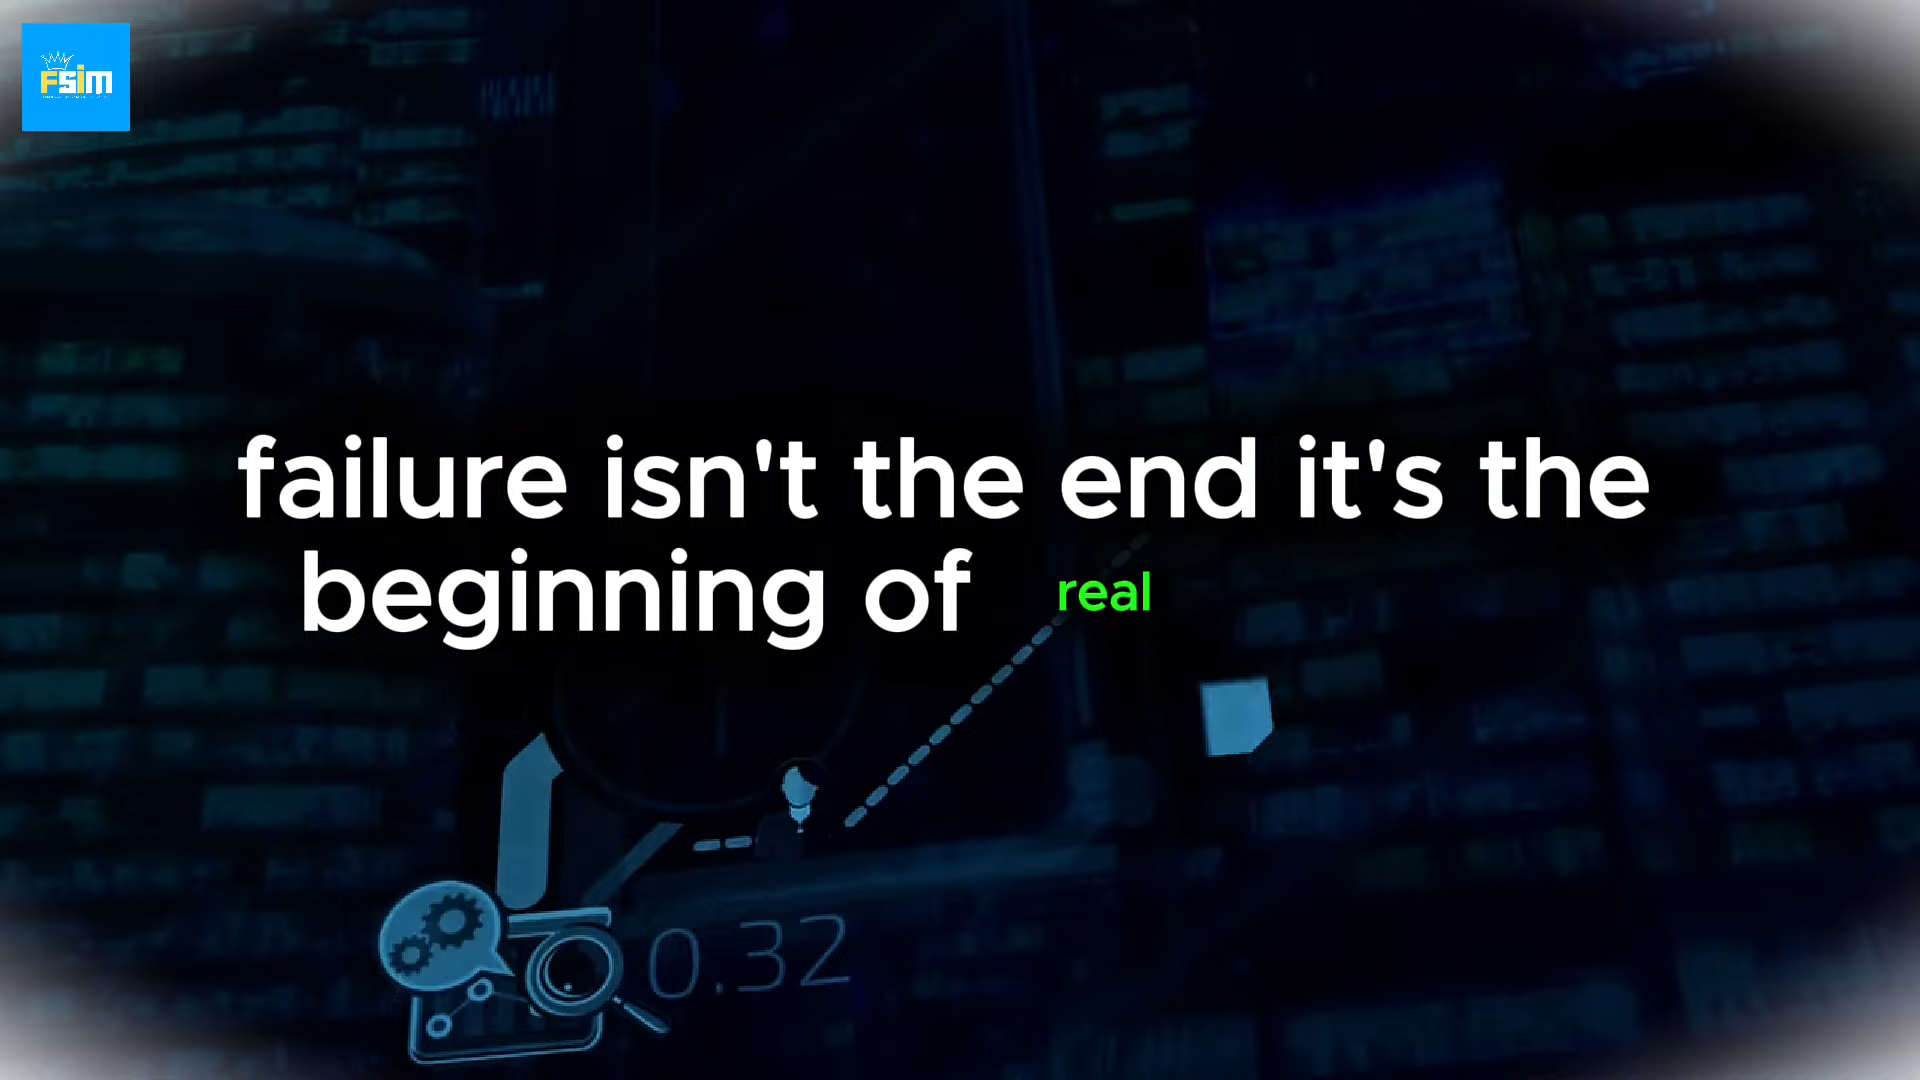 FSim
failure isn't the end it's the
beginning of real
0.32